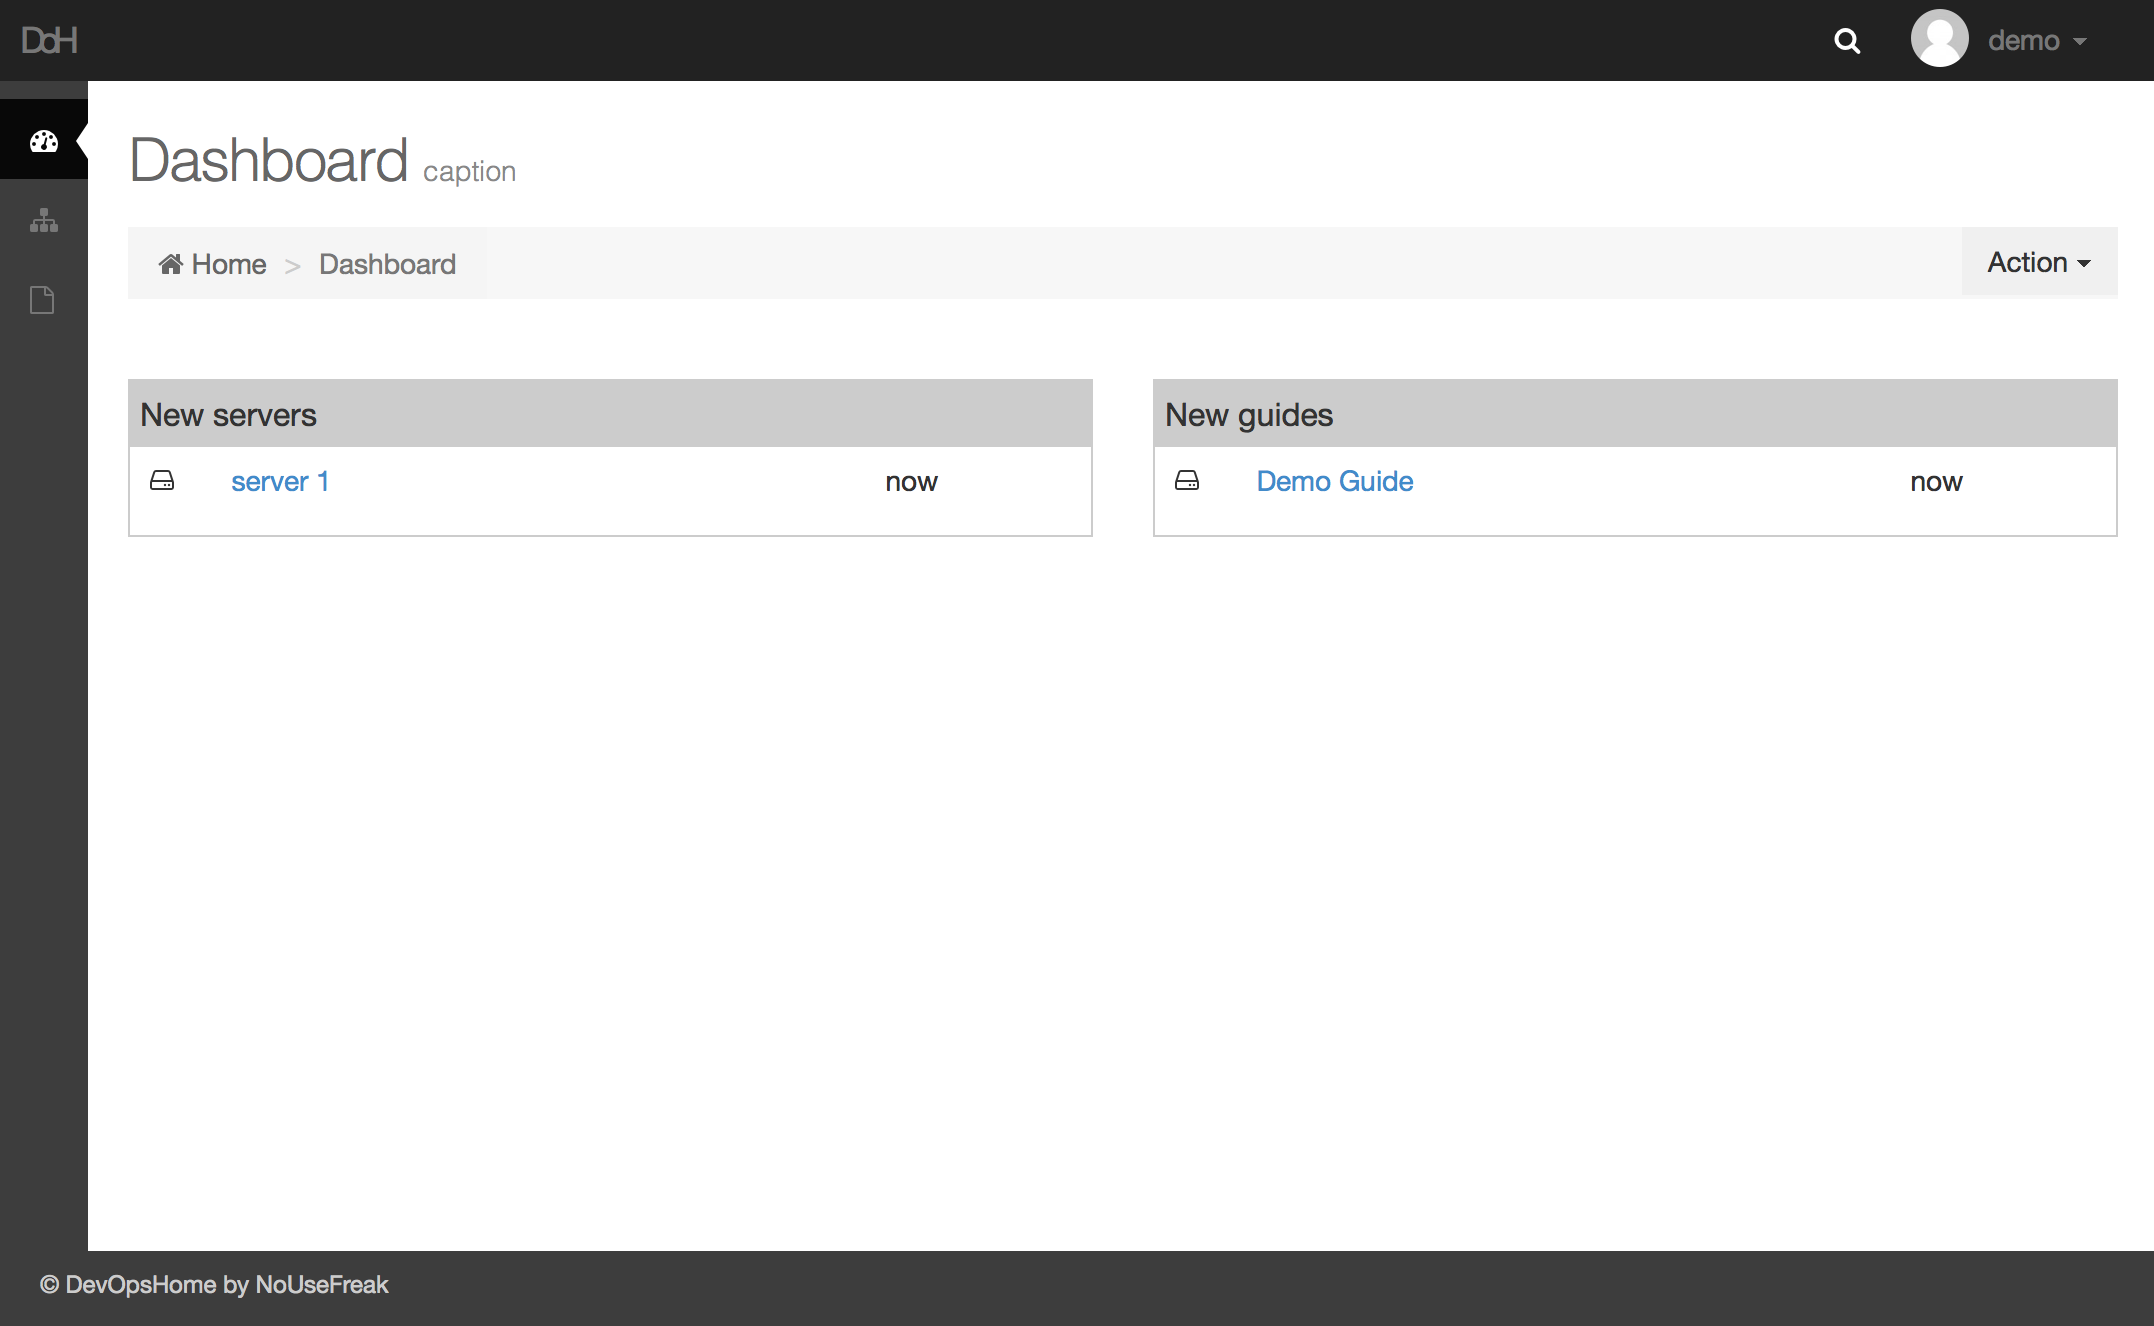 DoH
demo
Dashboard caption
Home > Dashboard
Action
New servers
server 1 now
New guides
Demo Guide now
© DevOpsHome by NoUseFreak